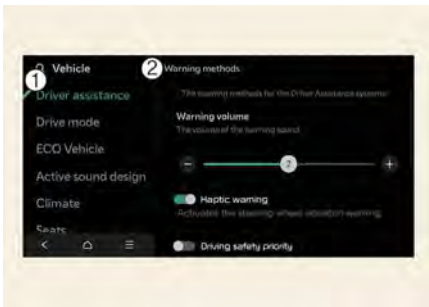 Vehicle
1
Driver assistance
Drive mode
ECO Vehicle
Active sound design
Climate
Seats
2
Warning methods
The warning methods for the Driver Assistance systems
Warning volume
The volume of the warning sound
2
Haptic warning
Activates the steering wheel vibration warning
Driving safety priority